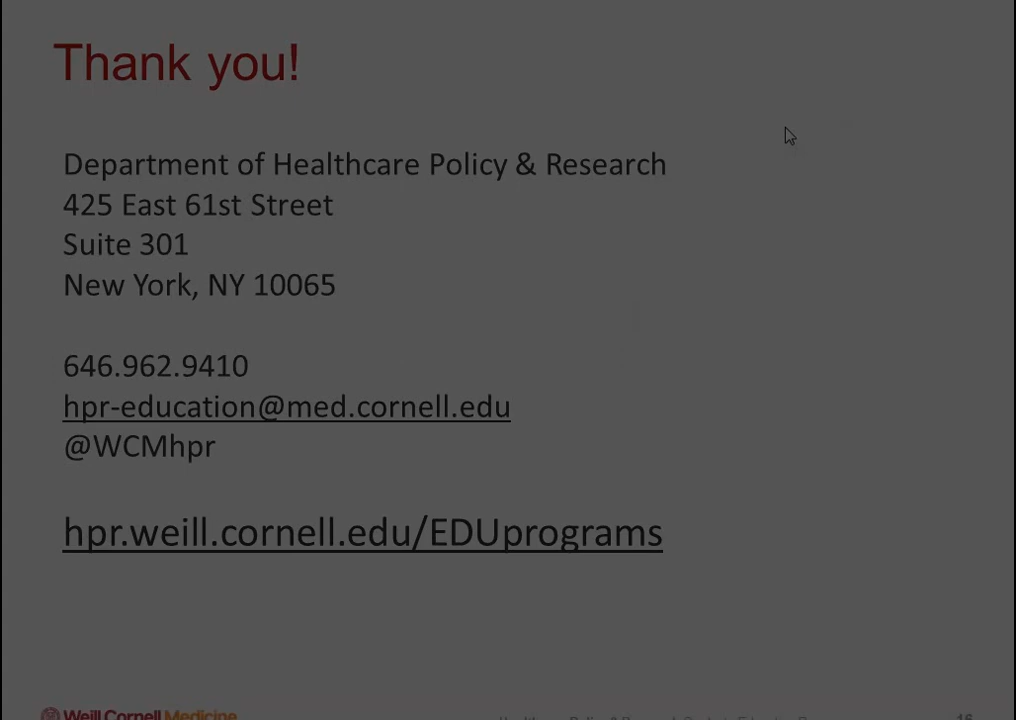 Thank you!
Department of Healthcare Policy & Research
425 East 61st Street
Suite 301
New York, NY 10065
646.962.9410
hpr-education@med.cornell.edu
@WCMhpr
hpr.weill.cornell.edu/EDUprograms
Weill Cornell Medicine